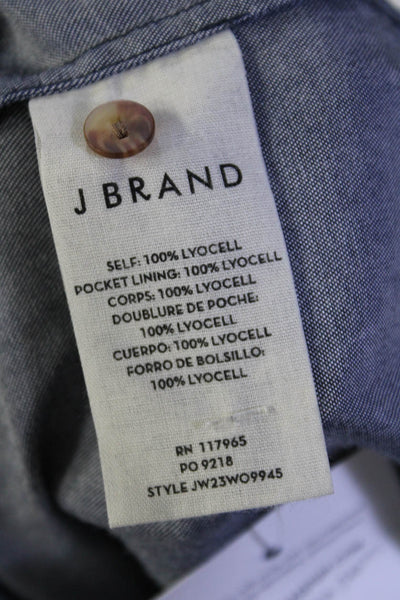 J BRAND
SELF: 100% LYOCELL
POCKET LINING: 100% LYOCELL
CORPS: 100% LYOCELL
DOUBLURE DE POCHE:
100% LYOCELL
CUERPO: 100% LYOCELL
FORRO DE BOLSILLO:
100% LYOCELL
RN 117965
PO 9218
STYLE JW23WO9945